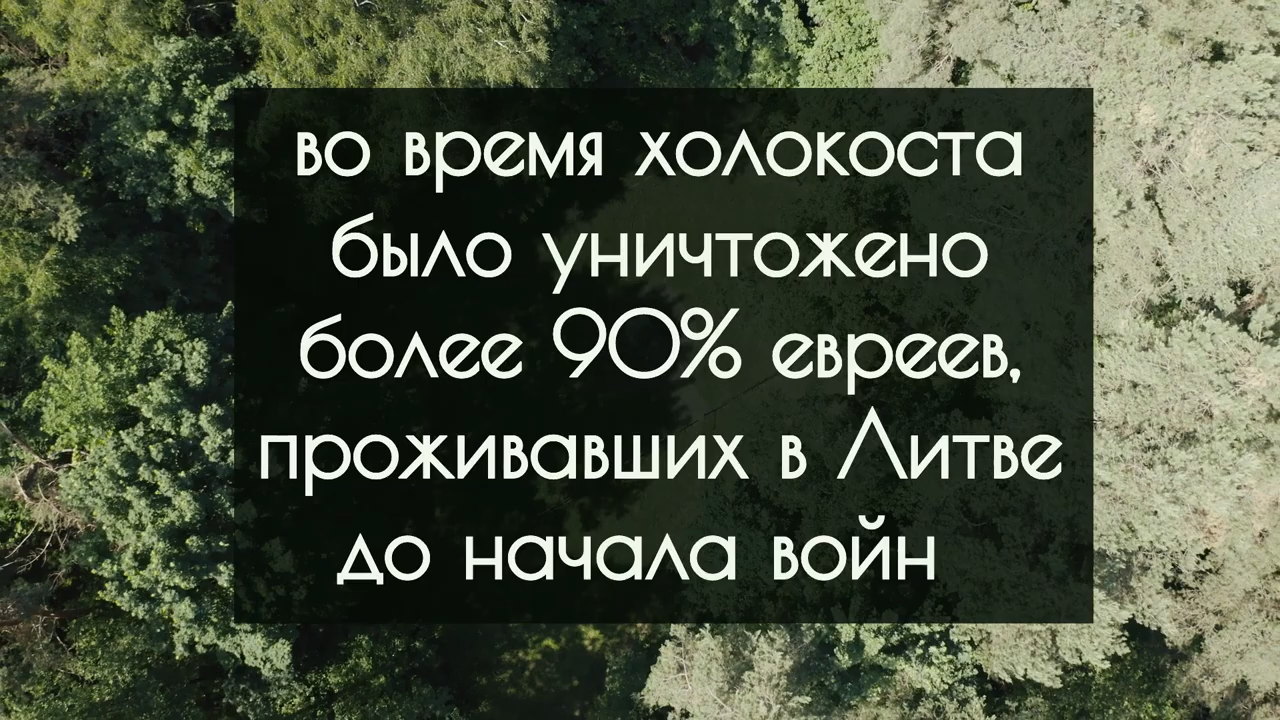 во время холокоста
было уничтожено
более 90% евреев,
проживавших в Литве
до начала войн